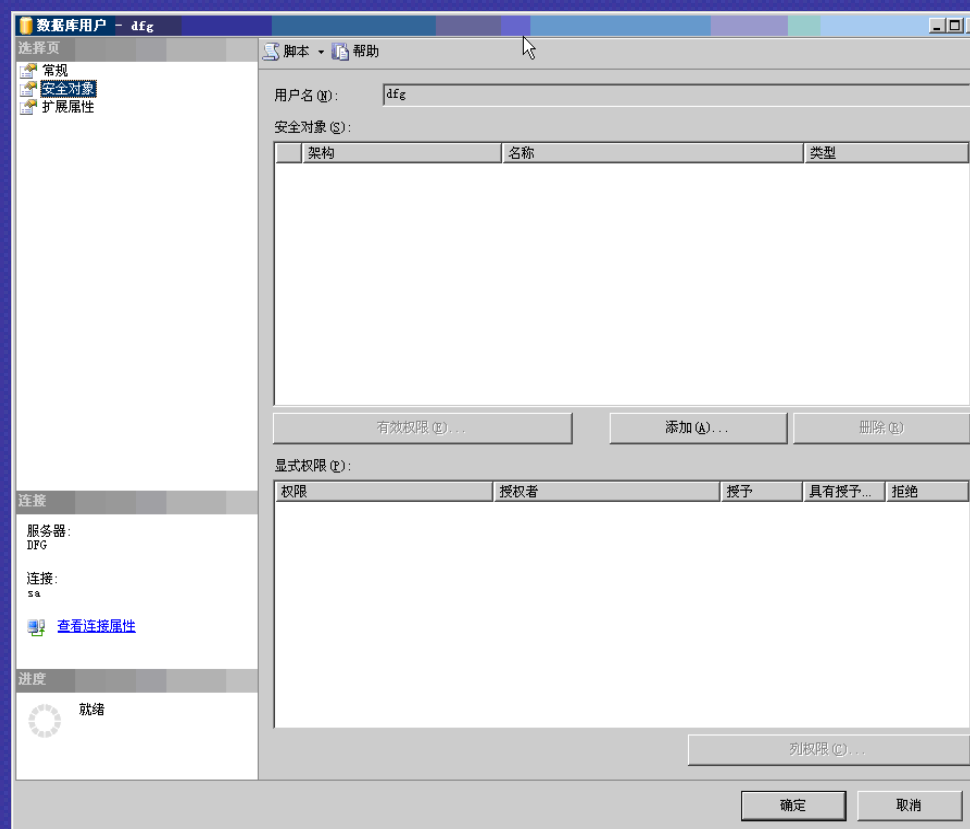 数据库用户 - dfg
选择页
常规
安全对象
扩展属性
脚本 帮助
用户名(N): dfg
安全对象(S):
架构 名称 类型
有效权限(E)... 添加(A)... 删除(R)
显式权限(P):
权限 授权者 授予 具有授予... 拒绝
列权限(C)...
连接
服务器:
DFG
连接:
sa
查看连接属性
进度
就绪
确定 取消